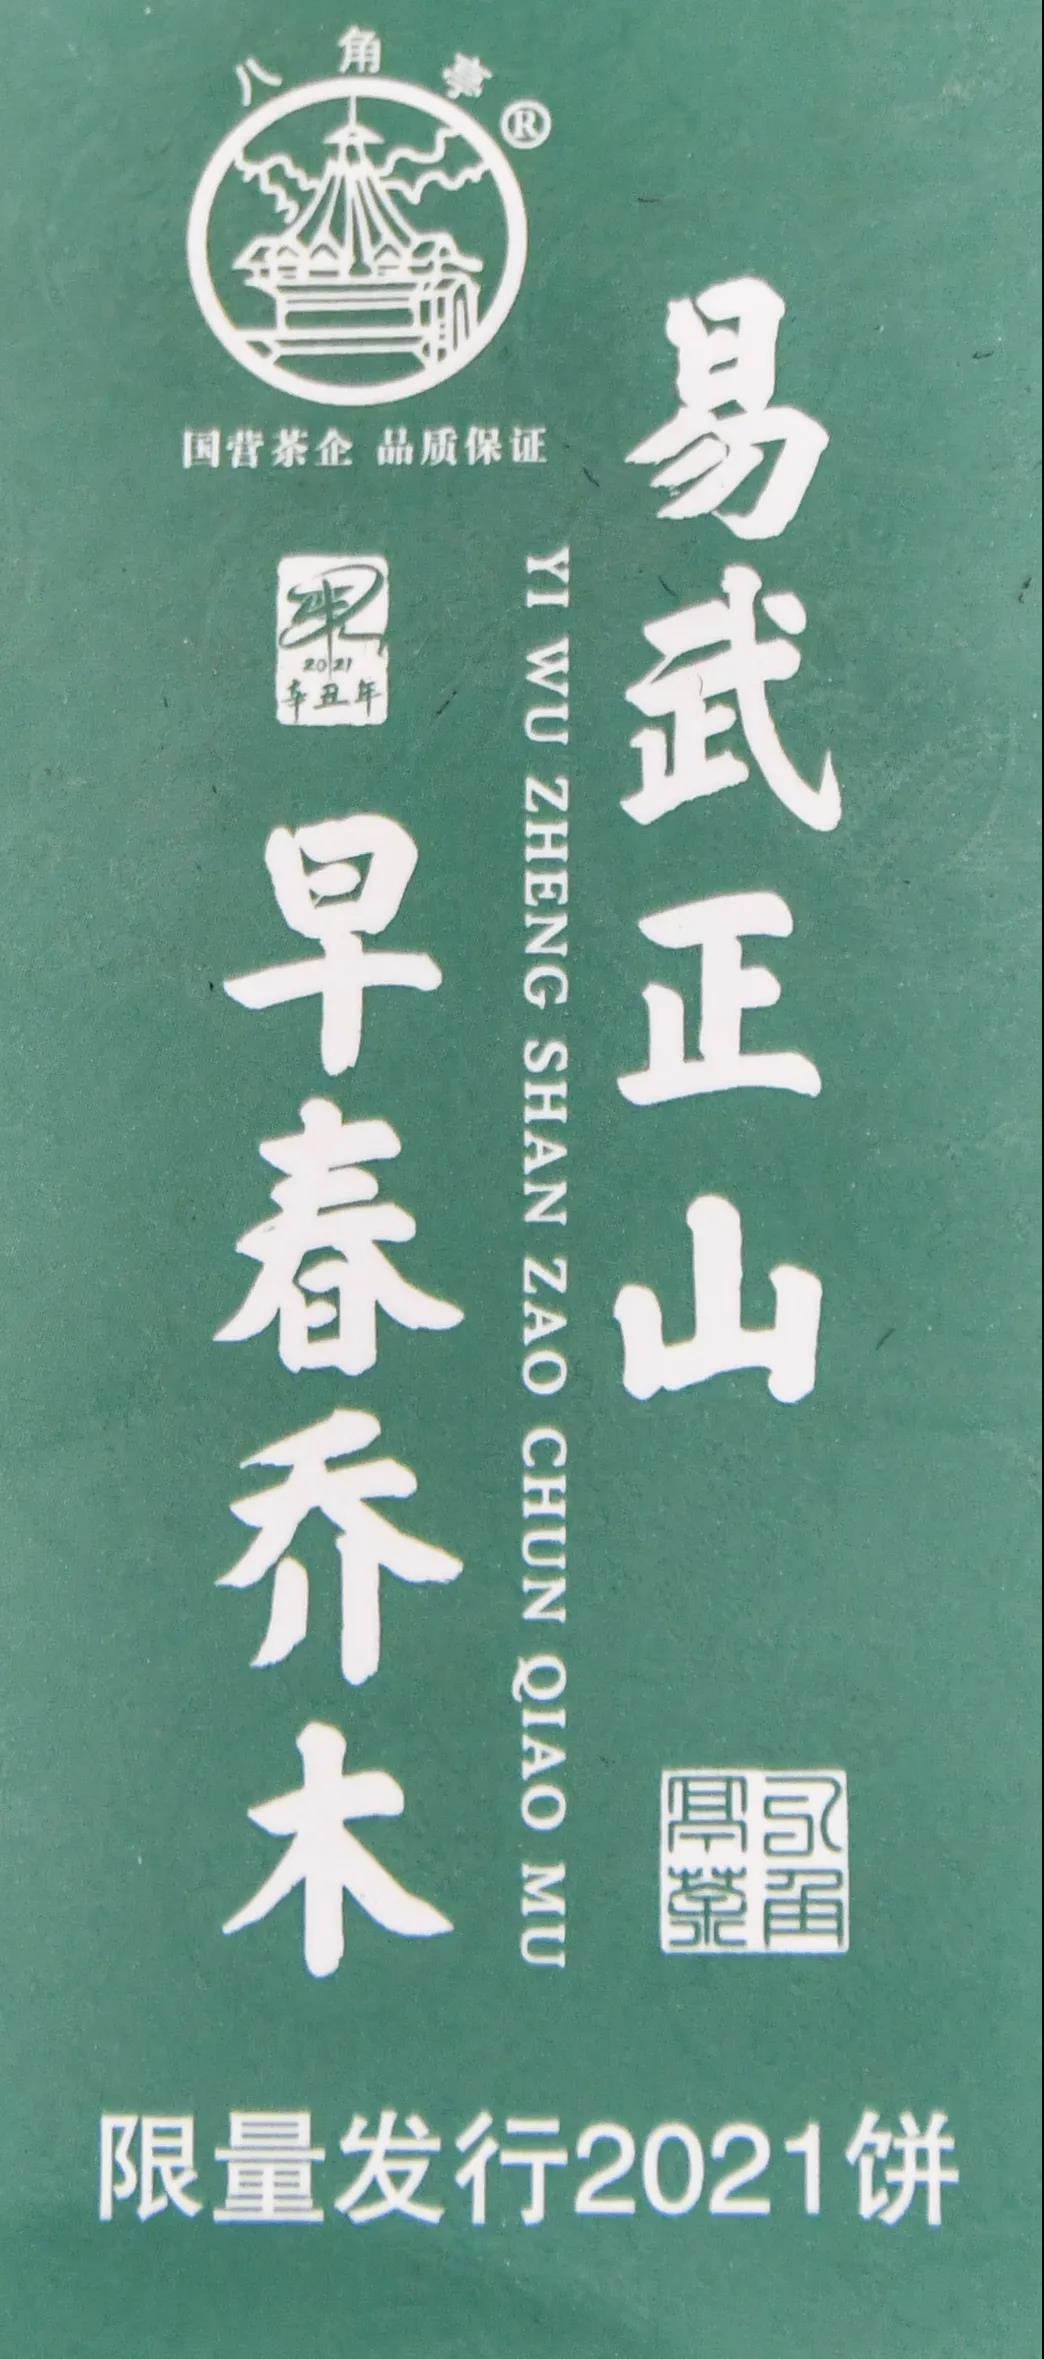 八角亭®
国营茶企 品质保证
易武正山
YI WU ZHENG SHAN ZAO CHUN QIAO MU
2021
辛丑年
早春乔木
八角亭茶
限量发行2021饼